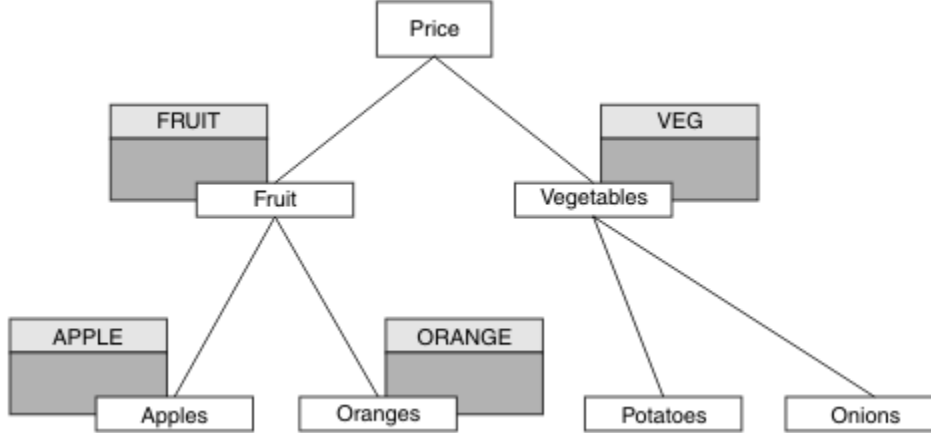 Price
FRUIT
VEG
Fruit
Vegetables
APPLE
ORANGE
Apples
Oranges
Potatoes
Onions